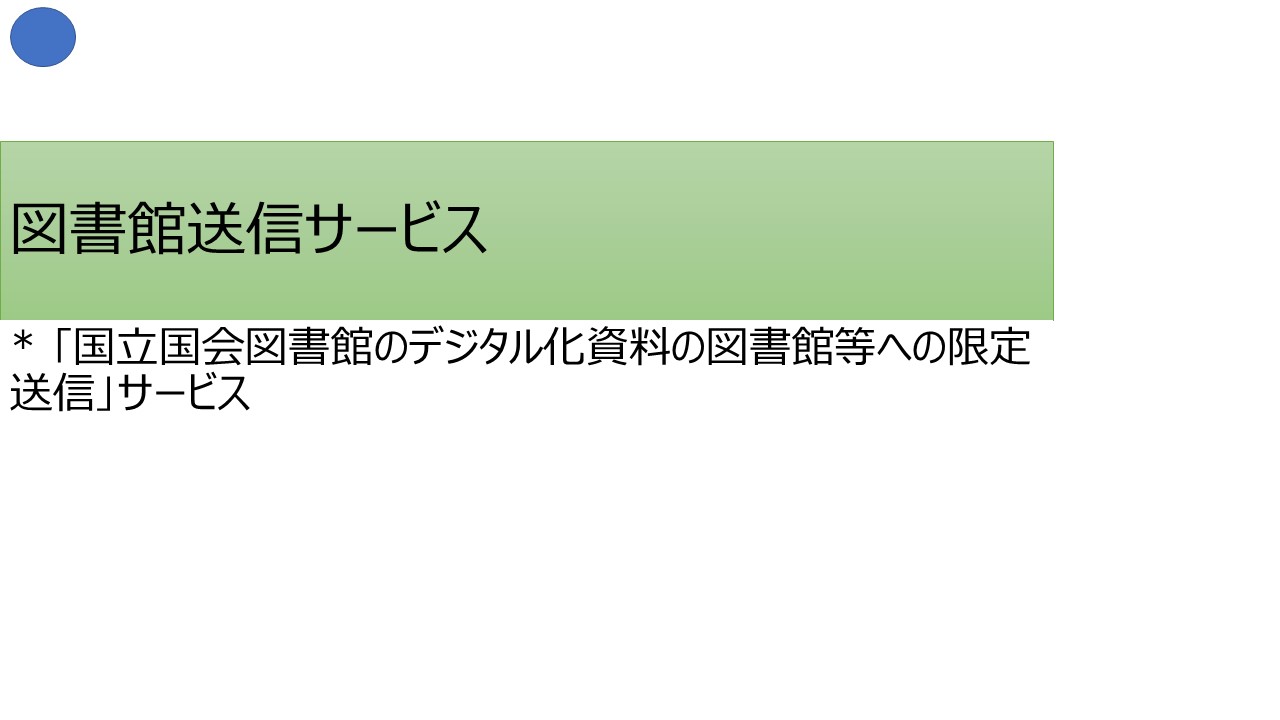 図書館送信サービス
* 「国立国会図書館のデジタル化資料の図書館等への限定
送信」サービス